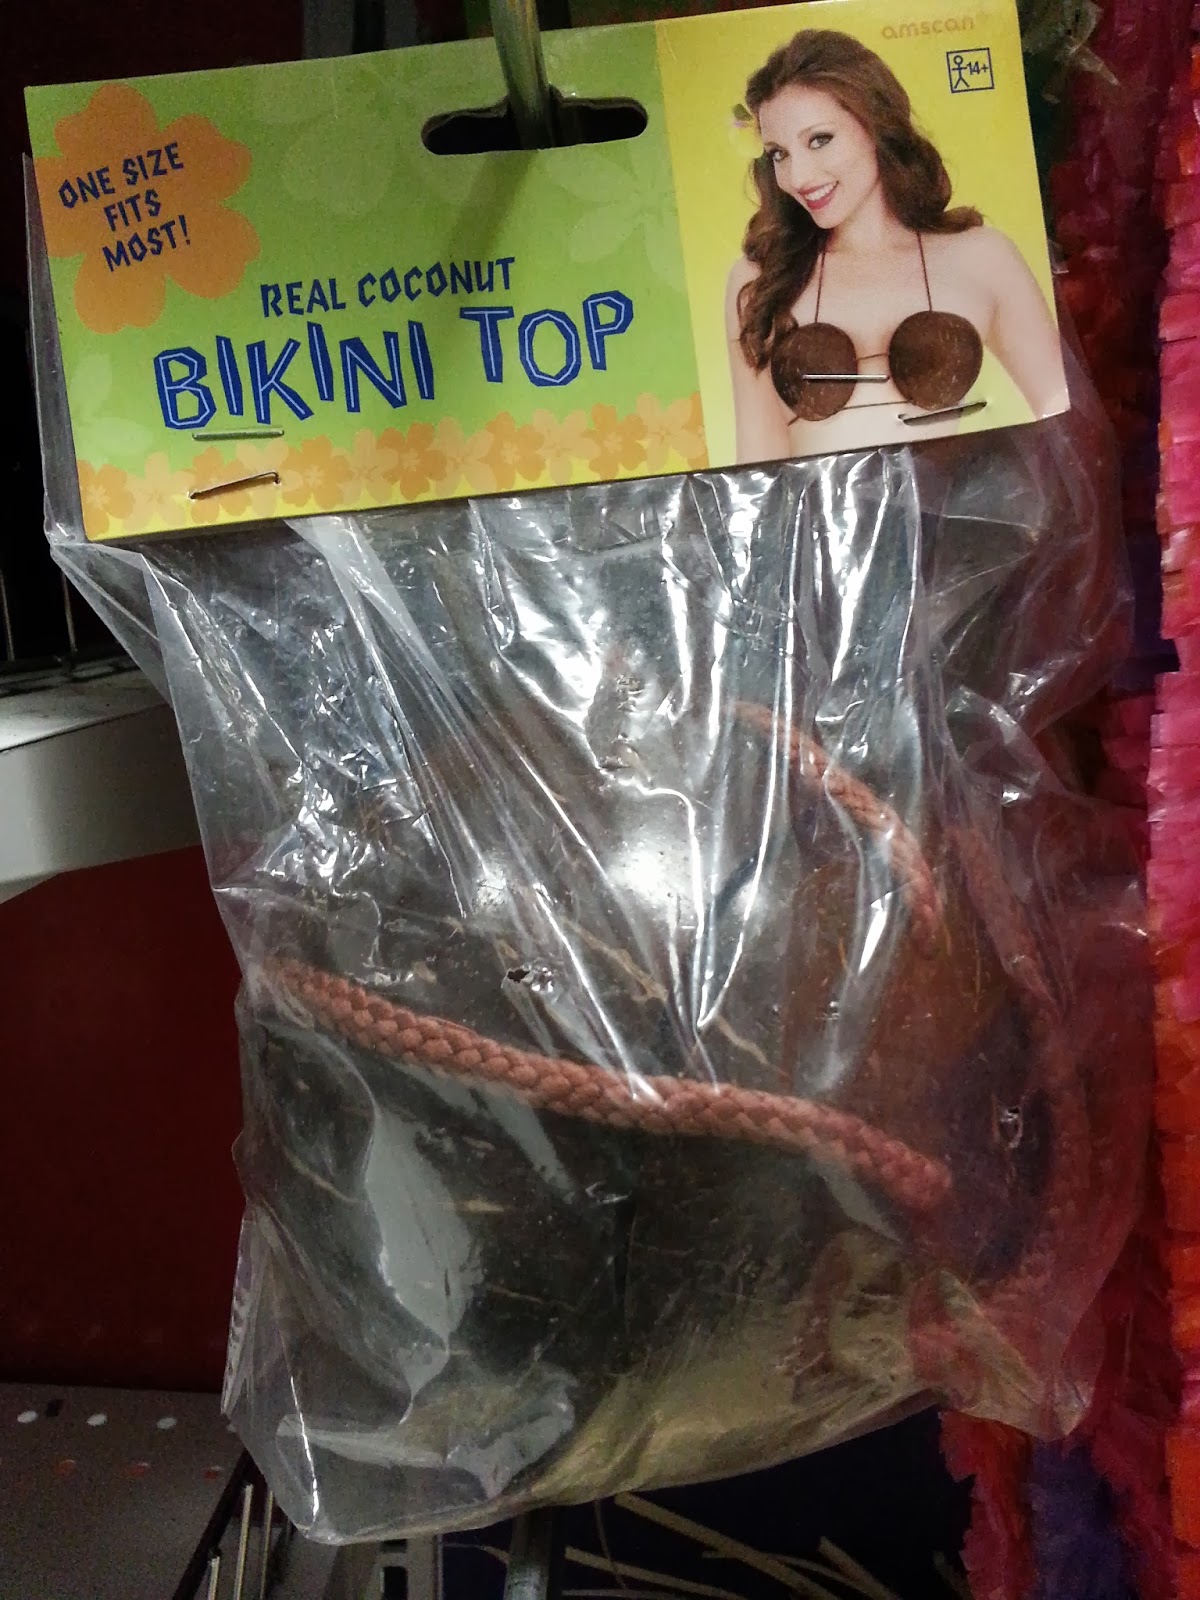 amscan
14+
ONE SIZE
FITS
MOST!
REAL COCONUT
BIKINI TOP